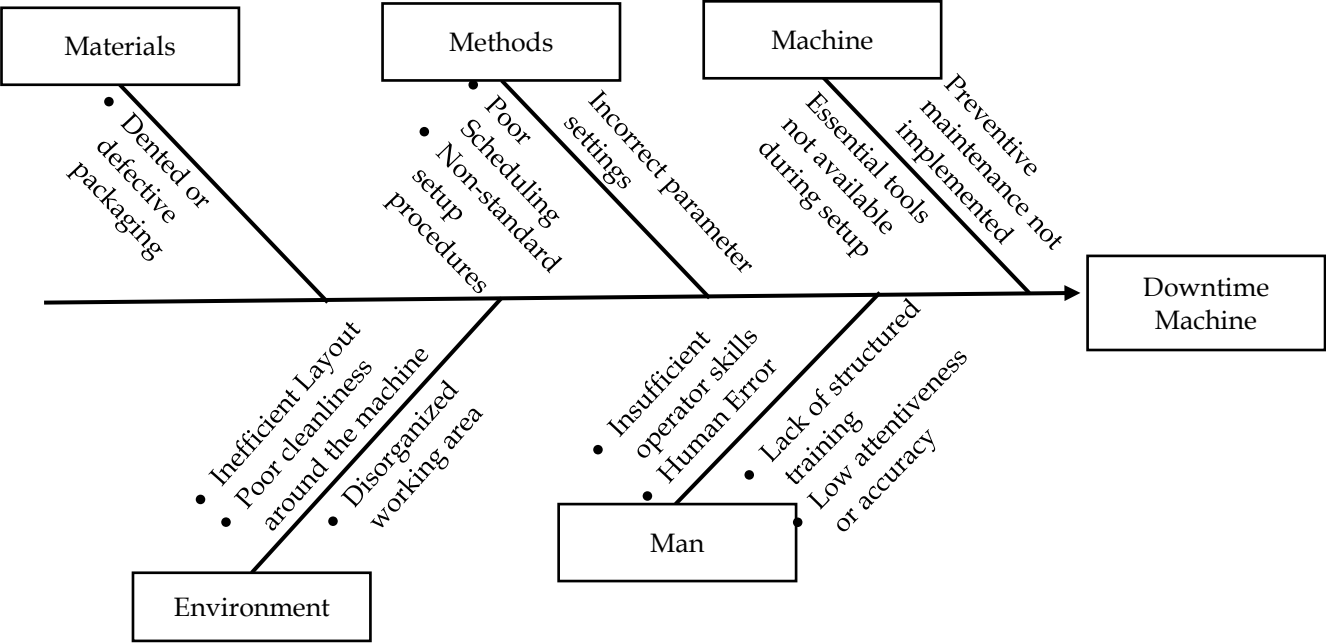 Materials
• Dented or
defective
packaging
Methods
• Poor
Scheduling
• Non-standard
setup
procedures
Incorrect parameter
settings
Machine
Essential tools
not available
during setup
Preventive
maintenance not
implemented
Downtime
Machine
• Inefficient Layout
• Poor cleanliness
around the machine
• Disorganized
working area
Environment
• Insufficient
operator skills
• Human Error
• Lack of structured
training
• Low attentiveness
or accuracy
Man